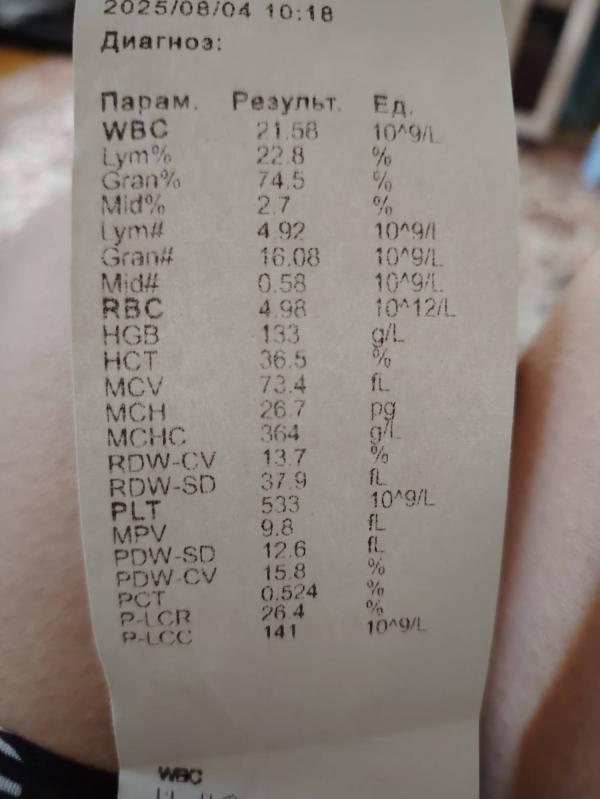 2025/08/04 10:18
Диагноз:
Парам. Результ. Ед.
WBC 21.58 10^9/L
Lym% 22.8 %
Gran% 74.5 %
Mid% 2.7 %
Lym# 4.92 10^9/L
Gran# 16.08 10^9/L
Mid# 0.58 10^9/L
RBC 4.98 10^12/L
HGB 133 g/L
HCT 36.5 %
MCV 73.4 fL
MCH 26.7 pg
MCHC 364 g/L
RDW-CV 13.7 %
RDW-SD 37.9 fL
PLT 533 10^9/L
MPV 9.8 fL
PDW-SD 12.6 fL
PDW-CV 15.8 %
PCT 0.524 %
P-LCR 26.4 %
P-LCC 141 10^9/L
WBC